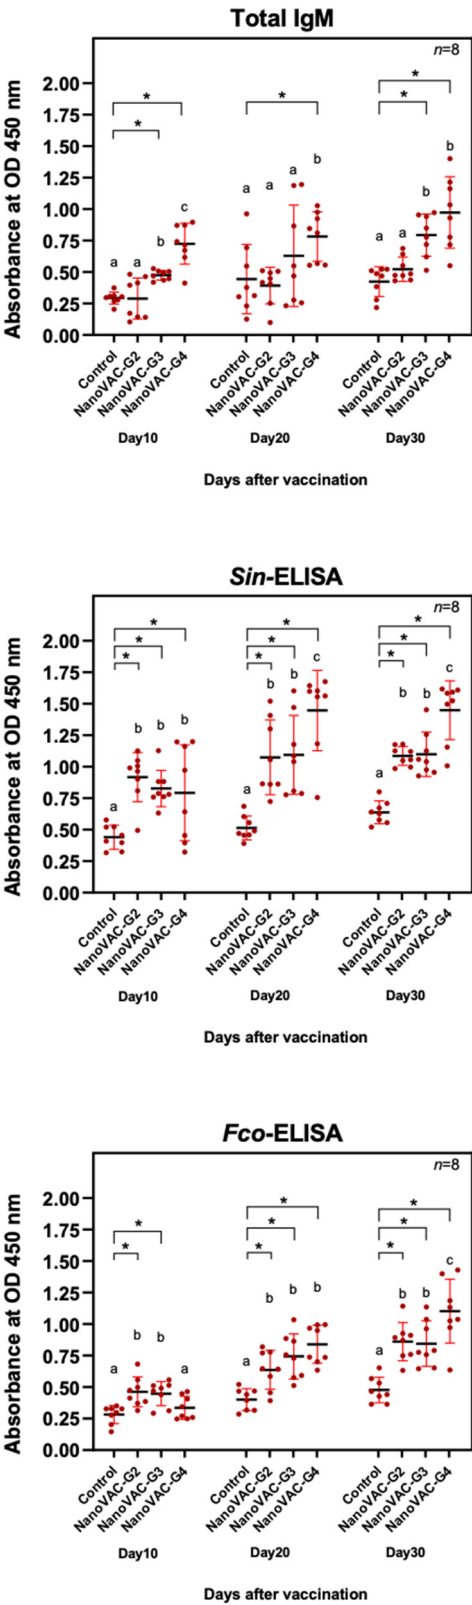 Total IgM
n=8
Absorbance at OD 450 nm
2.00
1.75
1.50
1.25
1.00
0.75
0.50
0.25
0.00
* * * * *
a a b c a a a b a a b b
Control NanoVAC-G2 NanoVAC-G3 NanoVAC-G4 Control NanoVAC-G2 NanoVAC-G3 NanoVAC-G4 Control NanoVAC-G2 NanoVAC-G3 NanoVAC-G4
Day10 Day20 Day30
Days after vaccination
Sin-ELISA
n=8
Absorbance at OD 450 nm
2.00
1.75
1.50
1.25
1.00
0.75
0.50
0.25
0.00
* * * * * * * * *
a b b b a b b c a b b c
Control NanoVAC-G2 NanoVAC-G3 NanoVAC-G4 Control NanoVAC-G2 NanoVAC-G3 NanoVAC-G4 Control NanoVAC-G2 NanoVAC-G3 NanoVAC-G4
Day10 Day20 Day30
Days after vaccination
Fco-ELISA
n=8
Absorbance at OD 450 nm
2.00
1.75
1.50
1.25
1.00
0.75
0.50
0.25
0.00
* * * * * * * *
a b b a a b b b a b b c
Control NanoVAC-G2 NanoVAC-G3 NanoVAC-G4 Control NanoVAC-G2 NanoVAC-G3 NanoVAC-G4 Control NanoVAC-G2 NanoVAC-G3 NanoVAC-G4
Day10 Day20 Day30
Days after vaccination